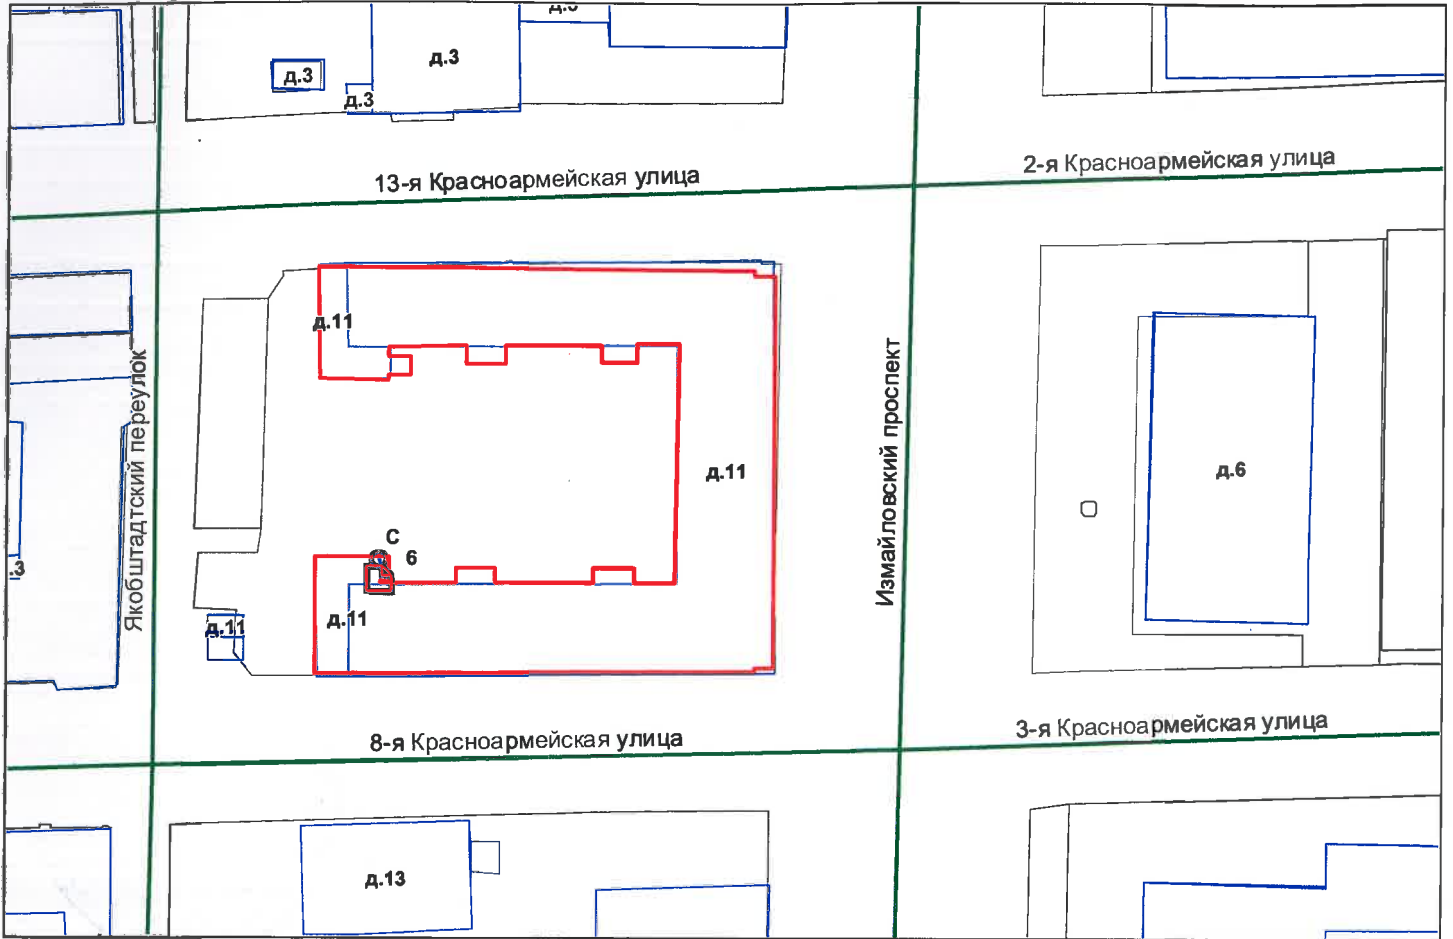 д.3
д.3
д.3
13-я Красноармейская улица
2-я Красноармейская улица
д.11
Якобштадтский переулок
Измайловский проспект
д.11
д.6
С
6
.3
д.11
д.11
8-я Красноармейская улица
3-я Красноармейская улица
д.13